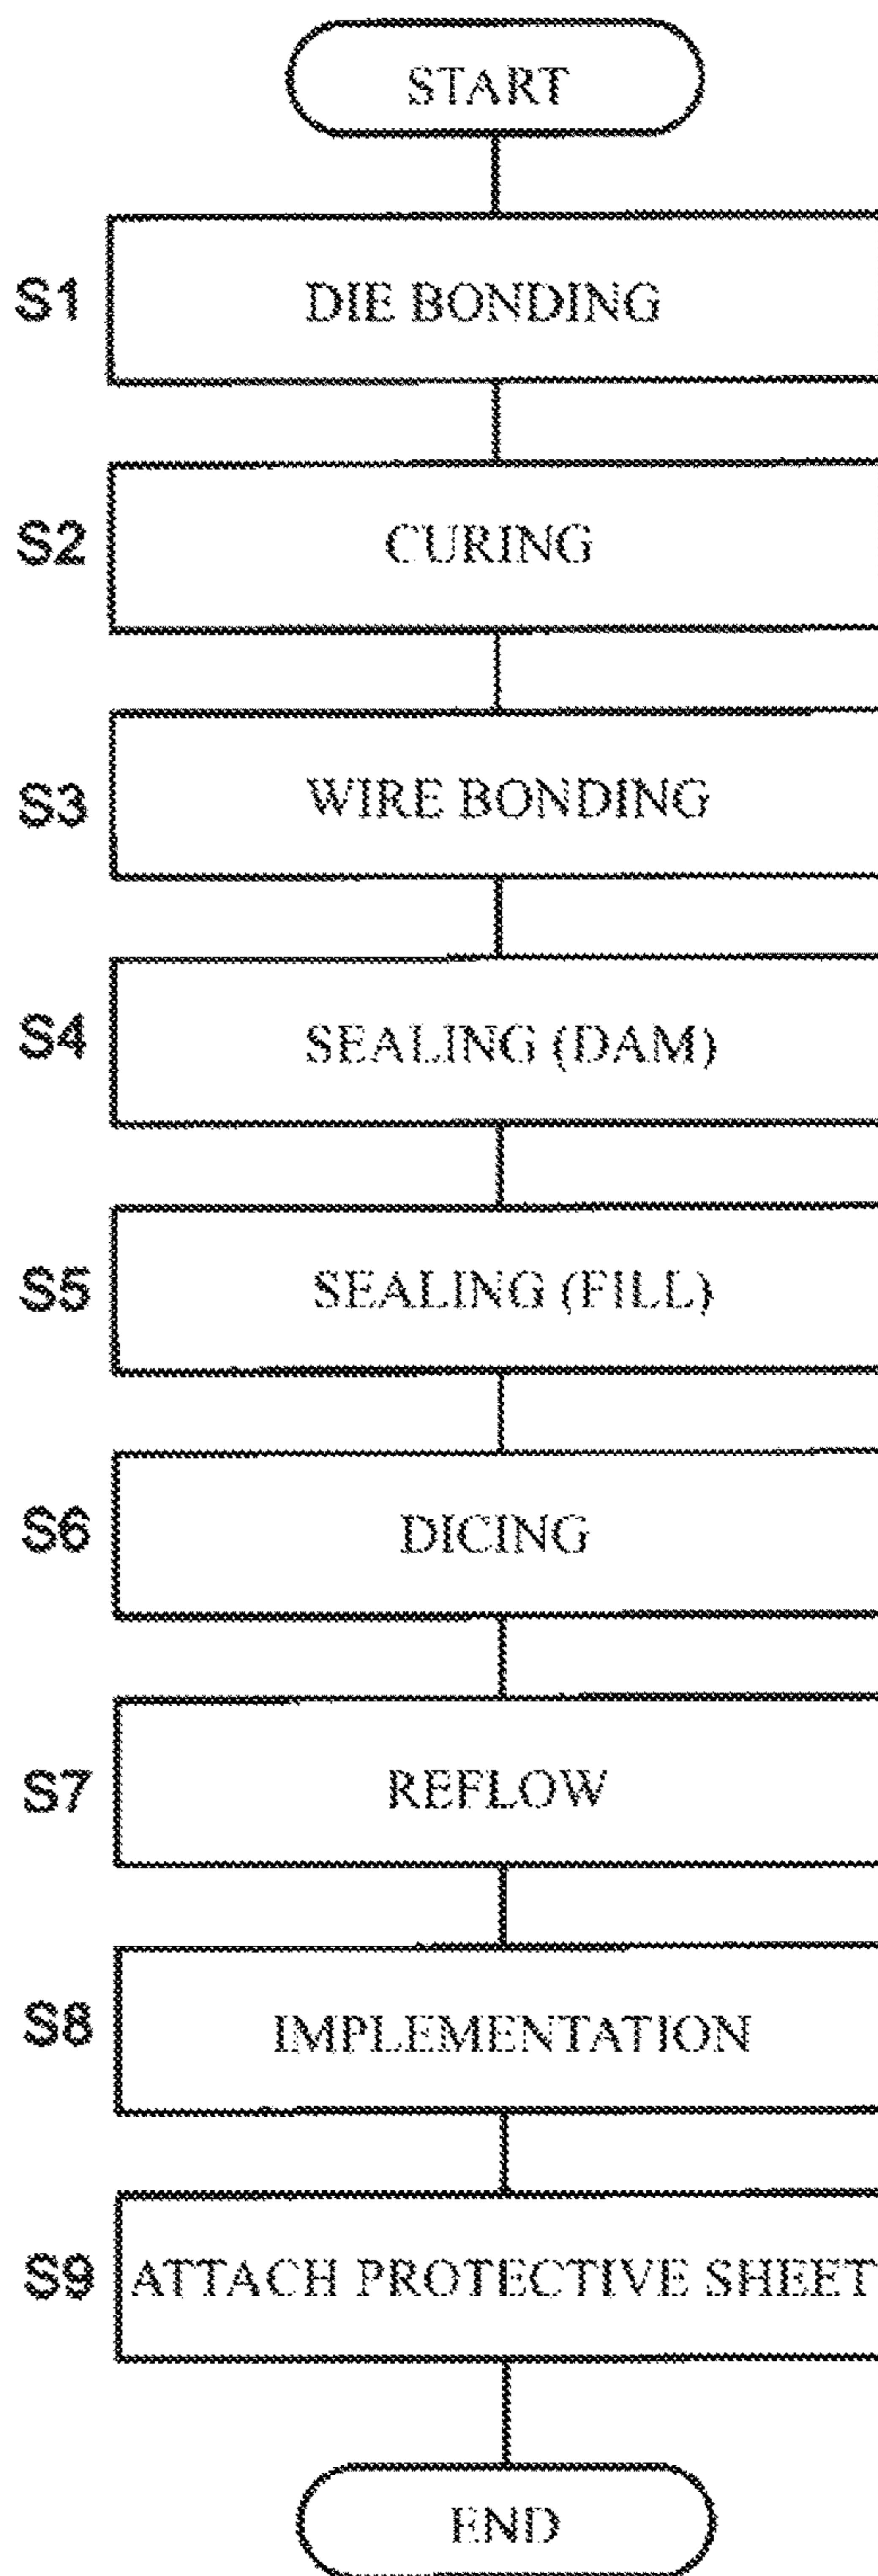 START
S1 DIE BONDING
S2 CURING
S3 WIRE BONDING
S4 SEALING (DAM)
S5 SEALING (FILL)
S6 DICING
S7 REFLOW
S8 IMPLEMENTATION
S9 ATTACH PROTECTIVE SHEET
END